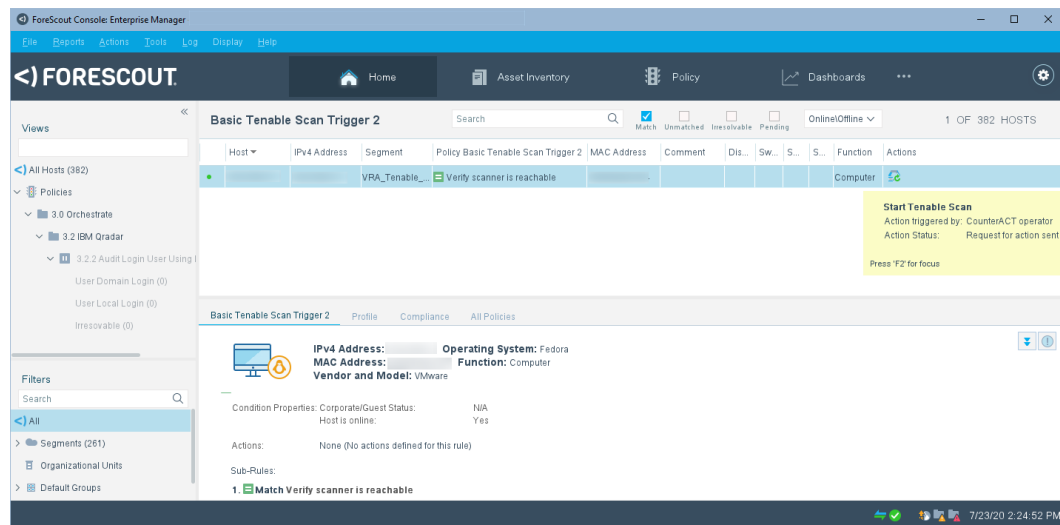 ForeScout Console: Enterprise Manager
File Reports Actions Tools Log Display Help
<) FORESCOUT.
Home Asset Inventory Policy Dashboards
Views
Basic Tenable Scan Trigger 2
Search
Match Unmatched Irresolvable Pending
Online\Offline
1 OF 382 HOSTS
Host IPv4 Address Segment Policy Basic Tenable Scan Trigger 2 MAC Address Comment Dis... Sw... S... S... Function Actions
VRA_Tenable_... Verify scanner is reachable Computer
Start Tenable Scan
Action triggered by: CounterACT operator
Action Status: Request for action sent
Press 'F2' for focus
All Hosts (382)
Policies
3.0 Orchestrate
3.2 IBM Qradar
3.2.2 Audit Login User Using
User Domain Login (0)
User Local Login (0)
Irresovable (0)
Filters
Search
All
Segments (261)
Organizational Units
Default Groups
Basic Tenable Scan Trigger 2 Profile Compliance All Policies
IPv4 Address: Operating System: Fedora
MAC Address: Function: Computer
Vendor and Model: VMware
Condition Properties: Corporate/Guest Status: N/A
Host is online: Yes
Actions: None (No actions defined for this rule)
Sub-Rules:
1. Match Verify scanner is reachable
7/23/20 2:24:52 PM